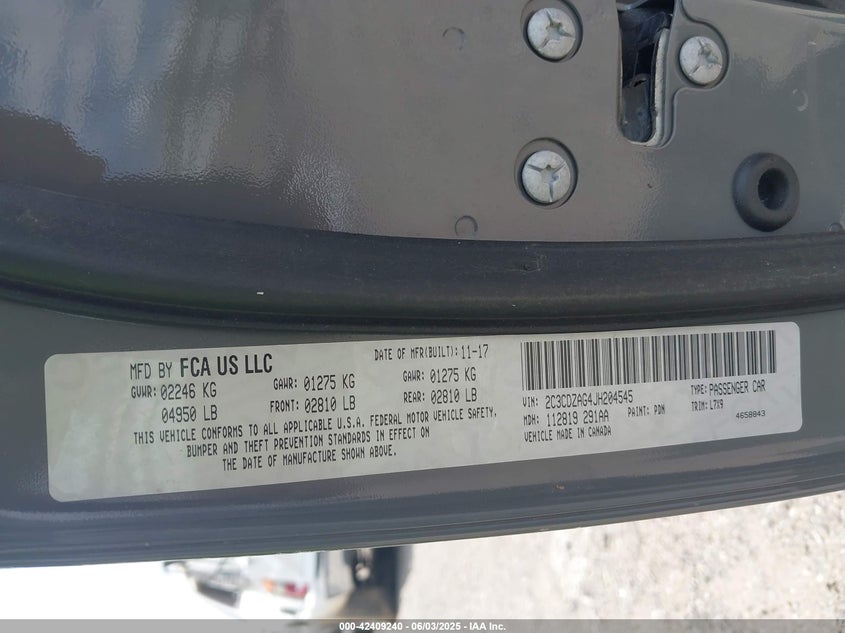 MFD BY FCA US LLC
DATE OF MFR(BUILT): 11-17
GVWR: 02246 KG
04950 LB
GAWR: 01275 KG
FRONT: 02810 LB
GAWR: 01275 KG
REAR: 02810 LB
THIS VEHICLE CONFORMS TO ALL APPLICABLE U.S.A. FEDERAL MOTOR VEHICLE SAFETY,
BUMPER AND THEFT PREVENTION STANDARDS IN EFFECT ON
THE DATE OF MANUFACTURE SHOWN ABOVE.
VIN: 2C3CDZAG4JH204545
TYPE: PASSENGER CAR
MDH: 112819 291AA
PAINT: PDN
TRIM: L7X9
VEHICLE MADE IN CANADA
4658843
000-42409240 - 06/03/2025 - IAA Inc.